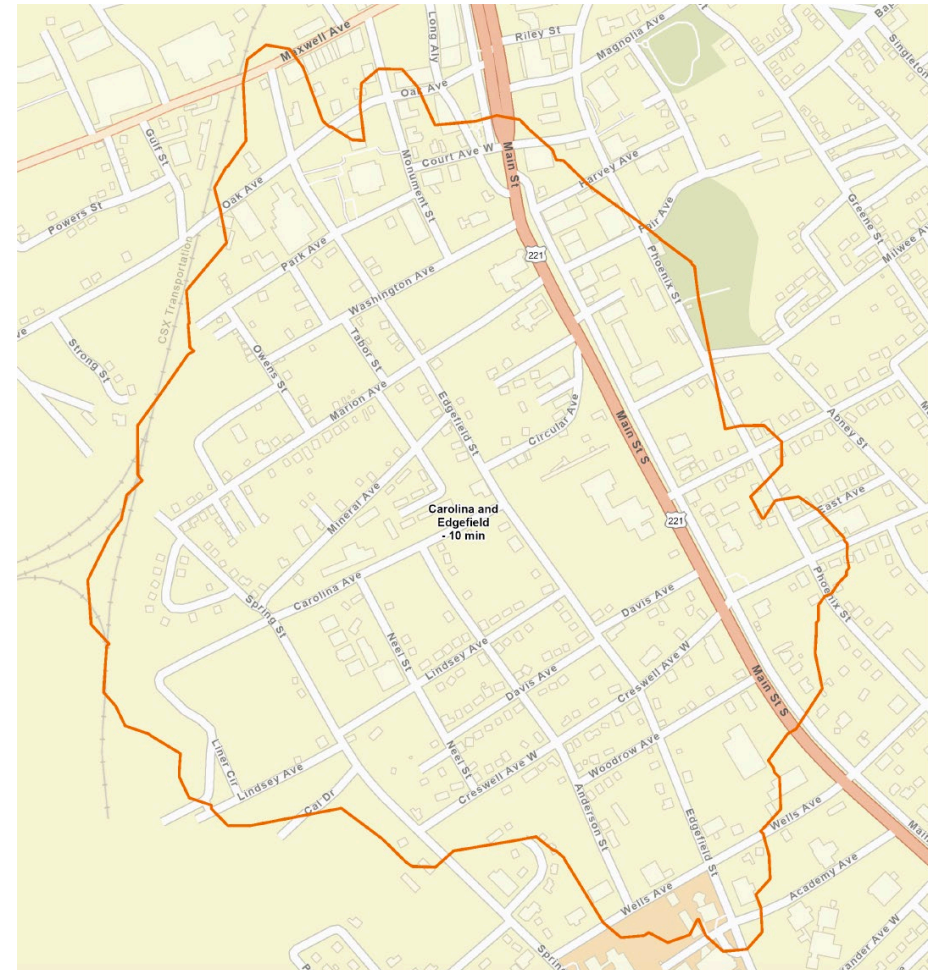 Maxwell Ave
Long Aly
Riley St
Magnolia Ave
Singleton
Oak Ave
Gulf St
Court Ave W
Main St
Harvey Ave
Monument St
Powers St
Oak Ave
Fair Ave
Greene St
Milwee Ave
Park Ave
221
Phoenix St
CSX Transportation
Washington Ave
Strong St
Owens St
Tabor St
Marion Ave
Edgefield St
Circular Ave
Main St S
Abney St
Mineral Ave
Carolina and
Edgefield
- 10 min
221
East Ave
Carolina Ave
Spring St
Davis Ave
Phoenix St
Neel St
Lindsey Ave
Creswell Ave W
Davis Ave
Main St S
Liner Cir
Neel St
Woodrow Ave
Lindsey Ave
Creswell Ave W
Cal Dr
Anderson St
Edgefield St
Wells Ave
Academy Ave
Wells Ave